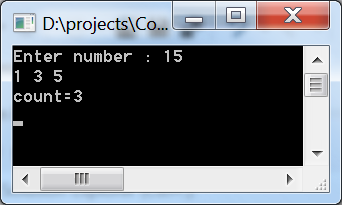 D:\projects\Co...
Enter number : 15
1 3 5
count=3